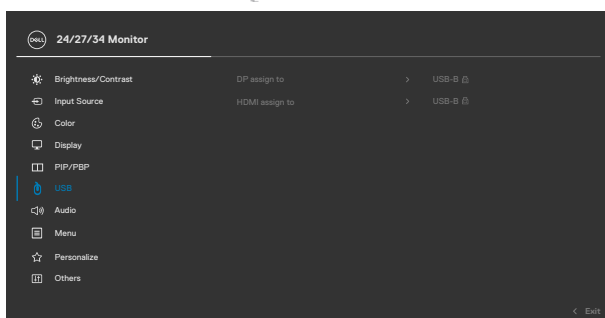 DELL 24/27/34 Monitor
Brightness/Contrast DP assign to > USB-B
Input Source HDMI assign to > USB-B
Color
Display
PIP/PBP
USB
Audio
Menu
Personalize
Others
< Exit